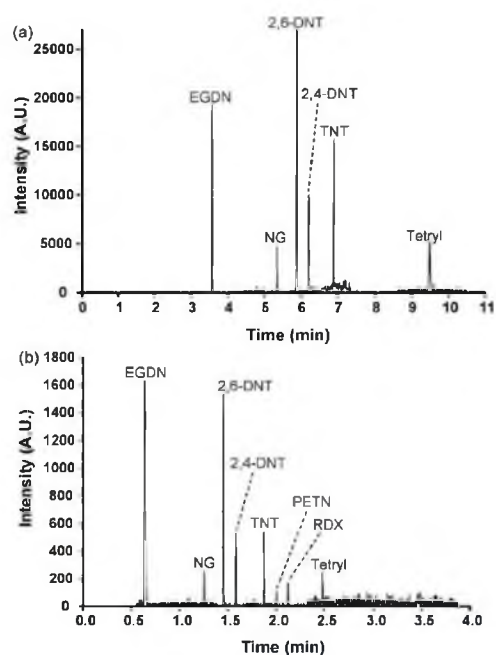 (a)
2,6-DNT
25000
EGDN
2,4-DNT
20000
TNT
15000
Intensity (A.U.)
10000
NG
Tetryl
5000
0
0 1 2 3 4 5 6 7 8 9 10 11
Time (min)
(b)
1800
EGDN
1600
2,6-DNT
1400
2,4-DNT
1200
Intensity (A.U.)
1000
PETN
800
TNT
RDX
600
NG
Tetryl
400
200
0
0.0 0.5 1.0 1.5 2.0 2.5 3.0 3.5 4.0
Time (min)